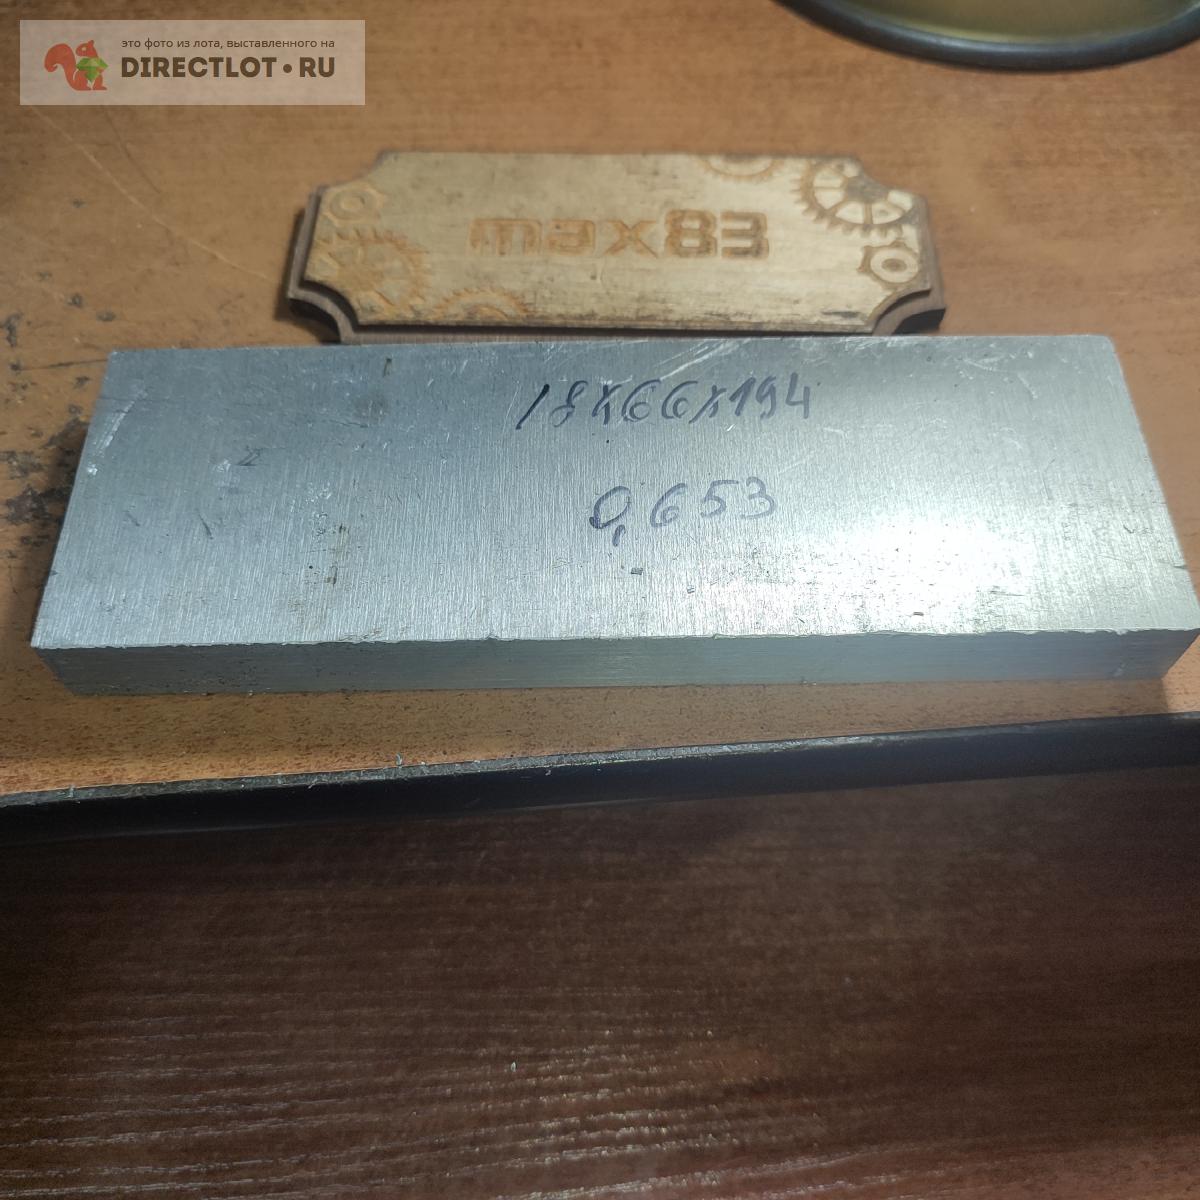 это фото из лота, выставленного на
DIRECTLOT•RU
max83
18x66x194
0,653